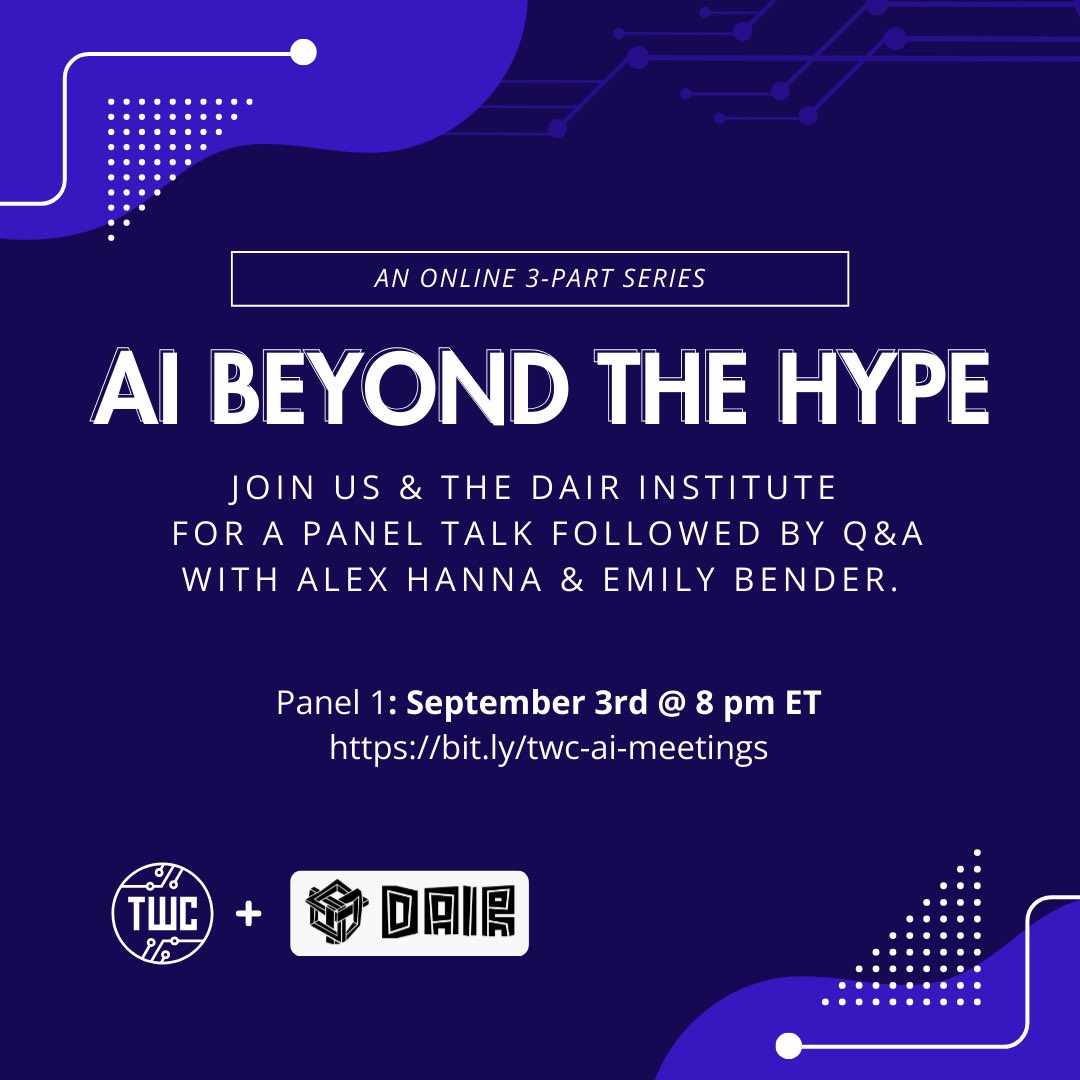 AN ONLINE 3-PART SERIES
AI BEYOND THE HYPE
JOIN US & THE DAIR INSTITUTE
FOR A PANEL TALK FOLLOWED BY Q&A
WITH ALEX HANNA & EMILY BENDER.
Panel 1: September 3rd @ 8 pm ET
https://bit.ly/twc-ai-meetings
TWC + DAIR